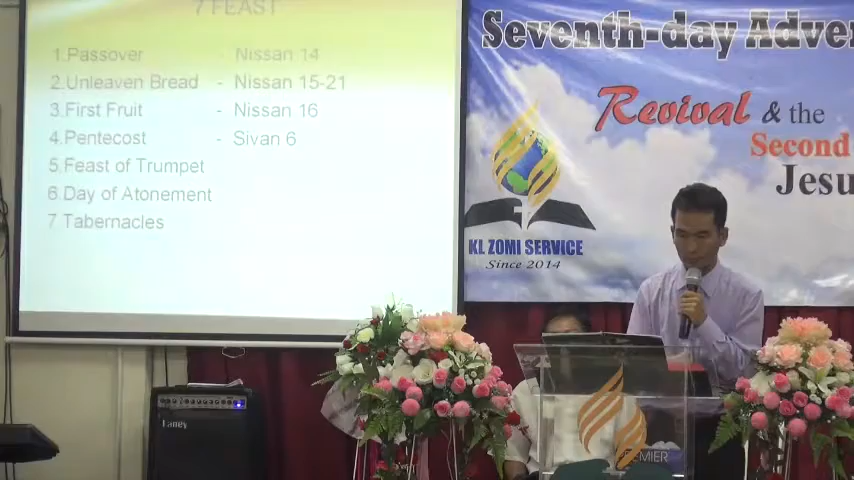 7 FEAST
1.Passover - Nissan 14
2.Unleaven Bread - Nissan 15-21
3.First Fruit - Nissan 16
4.Pentecost - Sivan 6
5.Feast of Trumpet
6.Day of Atonement
7 Tabernacles
Seventh-day Adven
Revival & the
Second
Jesu
KL ZOMI SERVICE
Since 2014
Laney
PREMIER